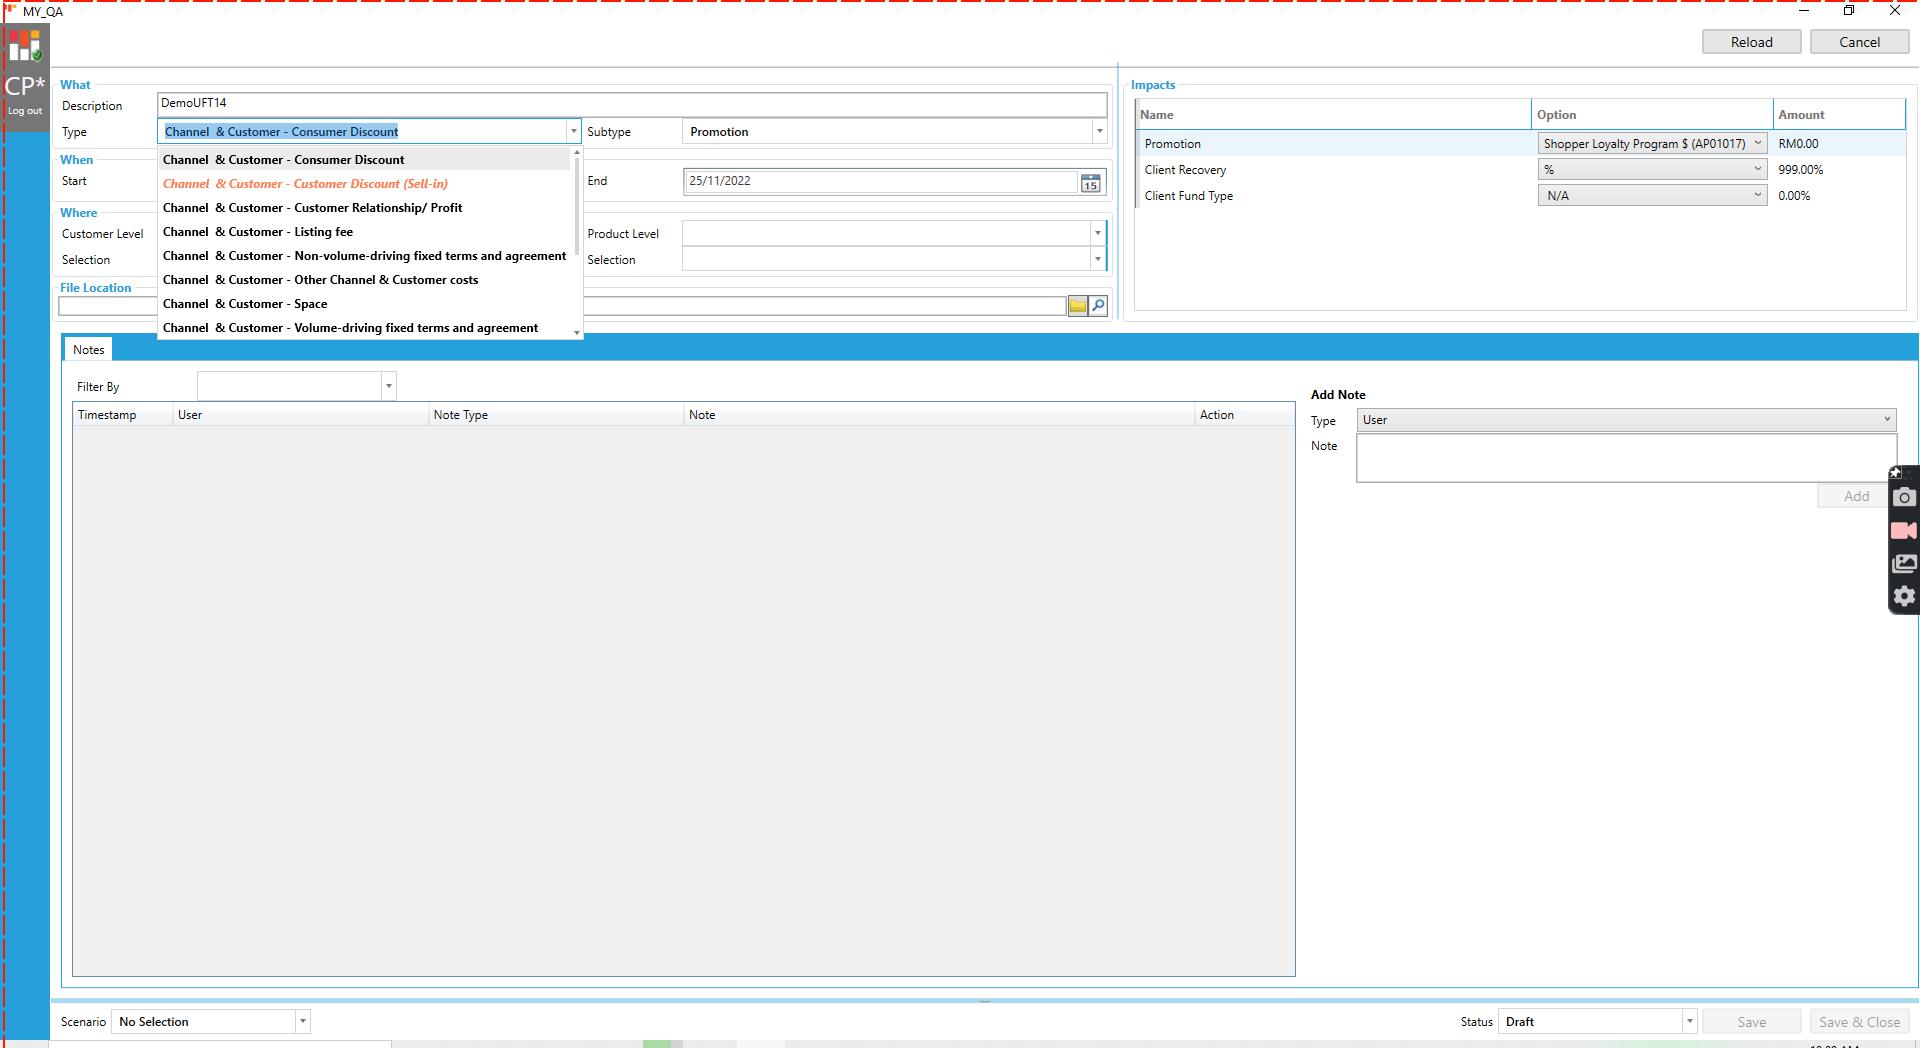 MY_QA
Reload
Cancel
CP*
Log out
What
Description
DemoUFT14
Type
Channel & Customer - Consumer Discount
Subtype
Promotion
Channel & Customer - Consumer Discount
Channel & Customer - Customer Discount (Sell-in)
Channel & Customer - Customer Relationship/ Profit
Channel & Customer - Listing fee
Channel & Customer - Non-volume-driving fixed terms and agreement
Channel & Customer - Other Channel & Customer costs
Channel & Customer - Space
Channel & Customer - Volume-driving fixed terms and agreement
When
Start
End
25/11/2022
15
Where
Customer Level
Product Level
Selection
Selection
File Location
Impacts
Name Option Amount
Promotion Shopper Loyalty Program $ (AP01017) RM0.00
Client Recovery % 999.00%
Client Fund Type N/A 0.00%
Notes
Filter By
Timestamp User Note Type Note Action
Add Note
Type User
Note
Add
Scenario No Selection
Status Draft
Save
Save & Close